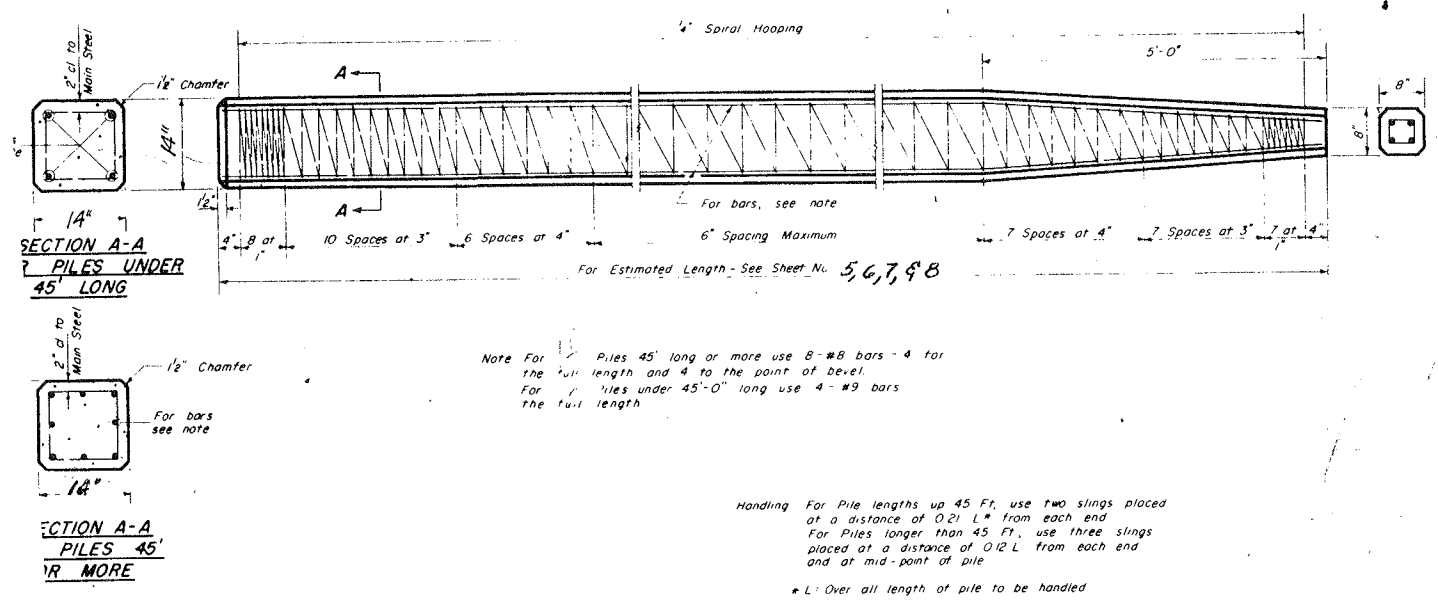 1/4" Spiral Hooping
5'-0"
2" cl to
Main Steel
1 1/2" Chamfer
A
14"
8"
8"
6"
14"
1/2"
A
For bars, see note
4"
8 at
1"
10 Spaces at 3"
6 Spaces at 4"
6" Spacing Maximum
7 Spaces at 4"
7 Spaces at 3"
7 at
1"
4"
SECTION A-A
PILES UNDER
45' LONG
For Estimated Length - See Sheet No. 5, 6, 7, & 8
2" cl to
Main Steel
1 1/2" Chamfer
For bars
see note
14"
ECTION A-A
PILES 45'
R MORE
Note For Piles 45' long or more use 8-#8 bars - 4 for
the full length and 4 to the point of bevel.
For Piles under 45'-0" long use 4-#9 bars
the full length
Handling For Pile lengths up 45 Ft, use two slings placed
at a distance of 0.21 L* from each end
For Piles longer than 45 Ft, use three slings
placed at a distance of 0.12 L from each end
and at mid-point of pile
* L: Over all length of pile to be handled